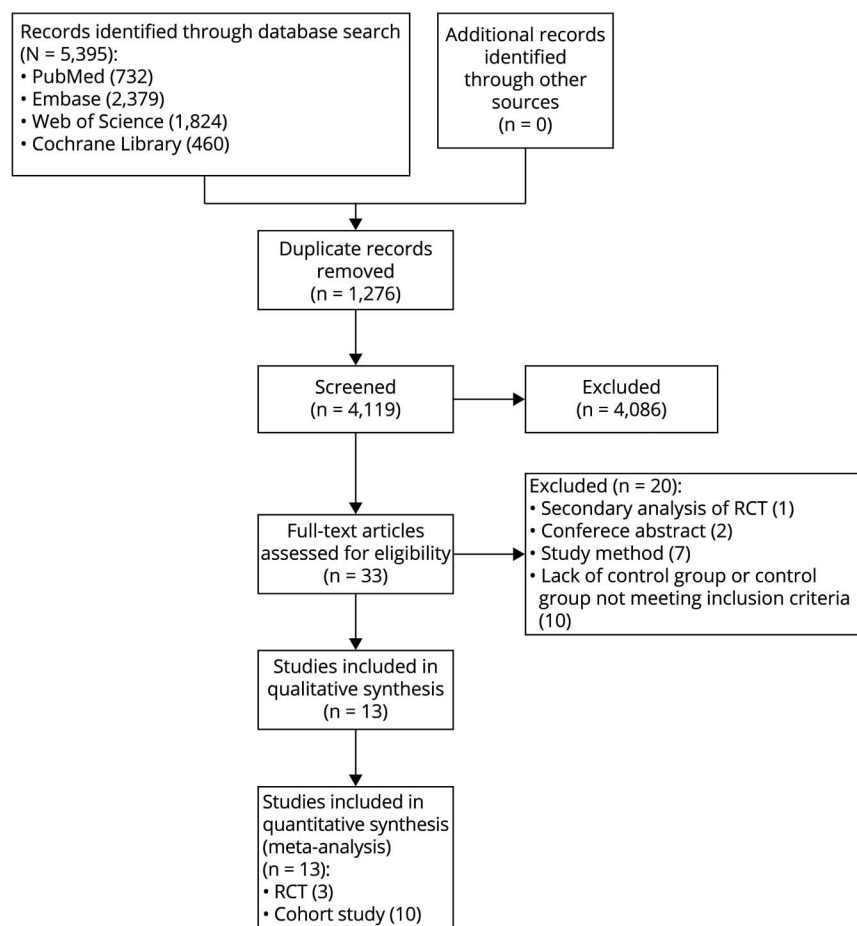 Records identified through database search
(N = 5,395):
• PubMed (732)
• Embase (2,379)
• Web of Science (1,824)
• Cochrane Library (460)
Additional records
identified
through other
sources
(n = 0)
Duplicate records
removed
(n = 1,276)
Screened
(n = 4,119)
Excluded
(n = 4,086)
Full-text articles
assessed for eligibility
(n = 33)
Excluded (n = 20):
• Secondary analysis of RCT (1)
• Conferece abstract (2)
• Study method (7)
• Lack of control group or control
group not meeting inclusion criteria
(10)
Studies included in
qualitative synthesis
(n = 13)
Studies included in
quantitative synthesis
(meta-analysis)
(n = 13):
• RCT (3)
• Cohort study (10)